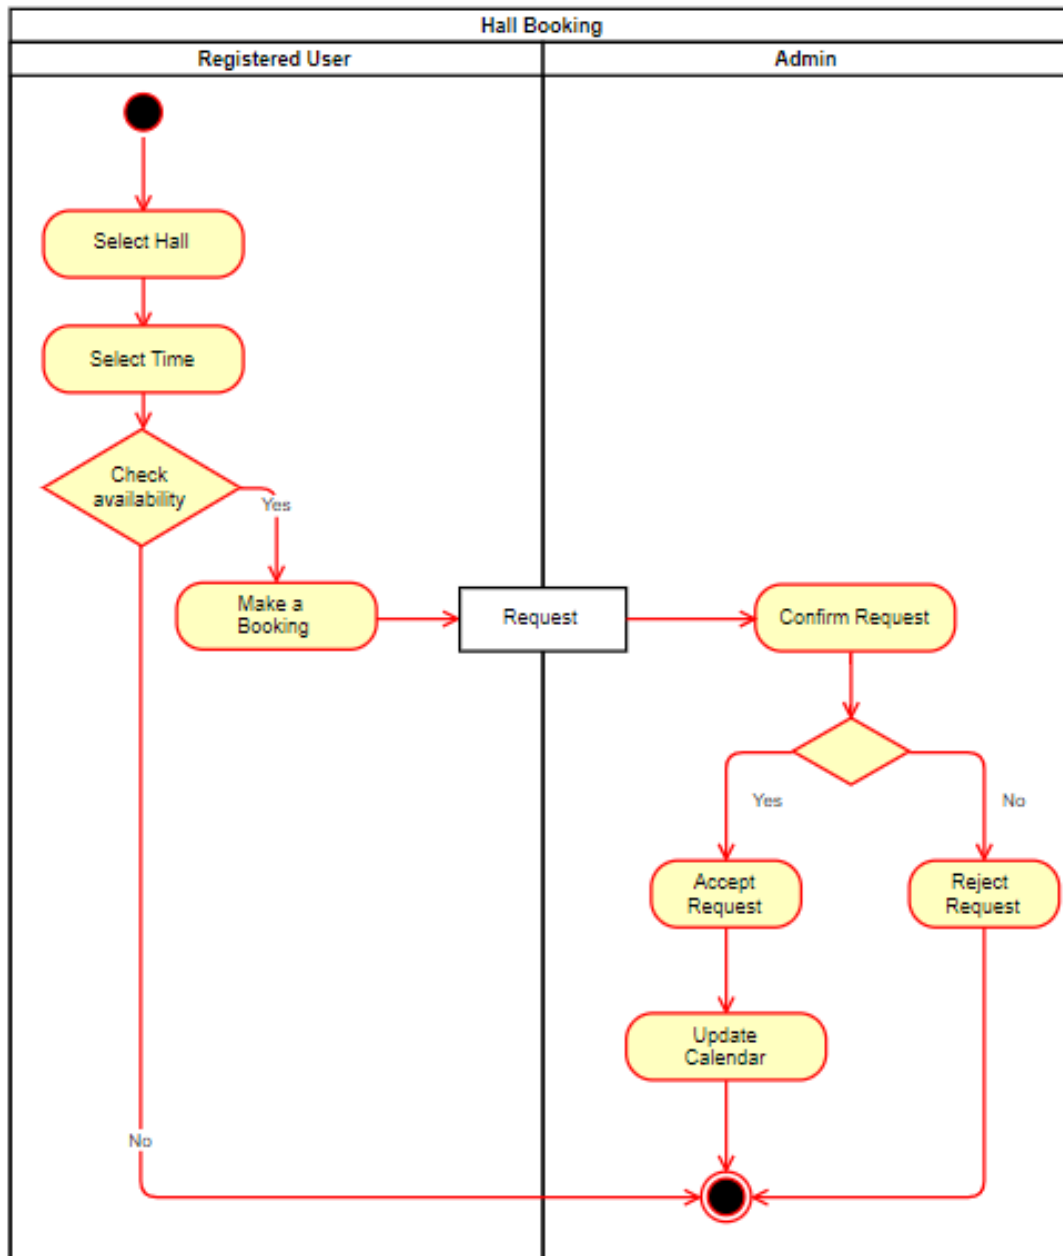 Hall Booking
Registered User
Admin
Select Hall
Select Time
Check
availability
Yes
Make a
Booking
Request
Confirm Request
Yes
No
Accept
Request
Reject
Request
Update
Calendar
No